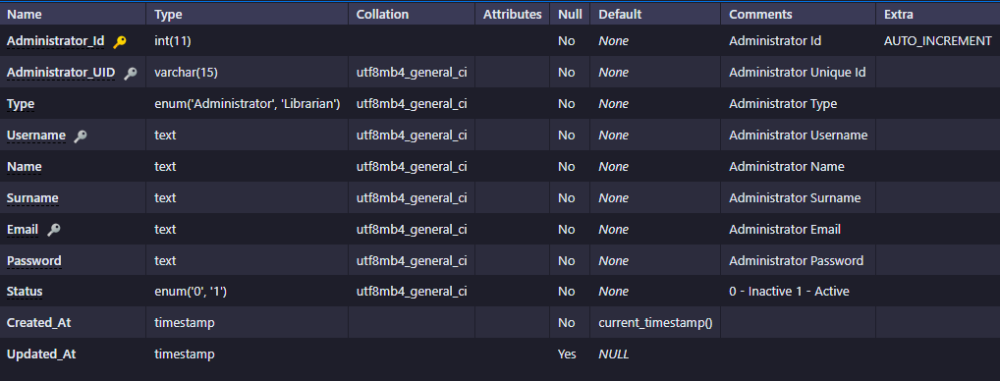 Name Type Collation Attributes Null Default Comments Extra
Administrator_Id int(11) No None Administrator Id AUTO_INCREMENT
Administrator_UID varchar(15) utf8mb4_general_ci No None Administrator Unique Id
Type enum('Administrator', 'Librarian') utf8mb4_general_ci No None Administrator Type
Username text utf8mb4_general_ci No None Administrator Username
Name text utf8mb4_general_ci No None Administrator Name
Surname text utf8mb4_general_ci No None Administrator Surname
Email text utf8mb4_general_ci No None Administrator Email
Password text utf8mb4_general_ci No None Administrator Password
Status enum('0', '1') utf8mb4_general_ci No None 0 - Inactive 1 - Active
Created_At timestamp No current_timestamp()
Updated_At timestamp Yes NULL